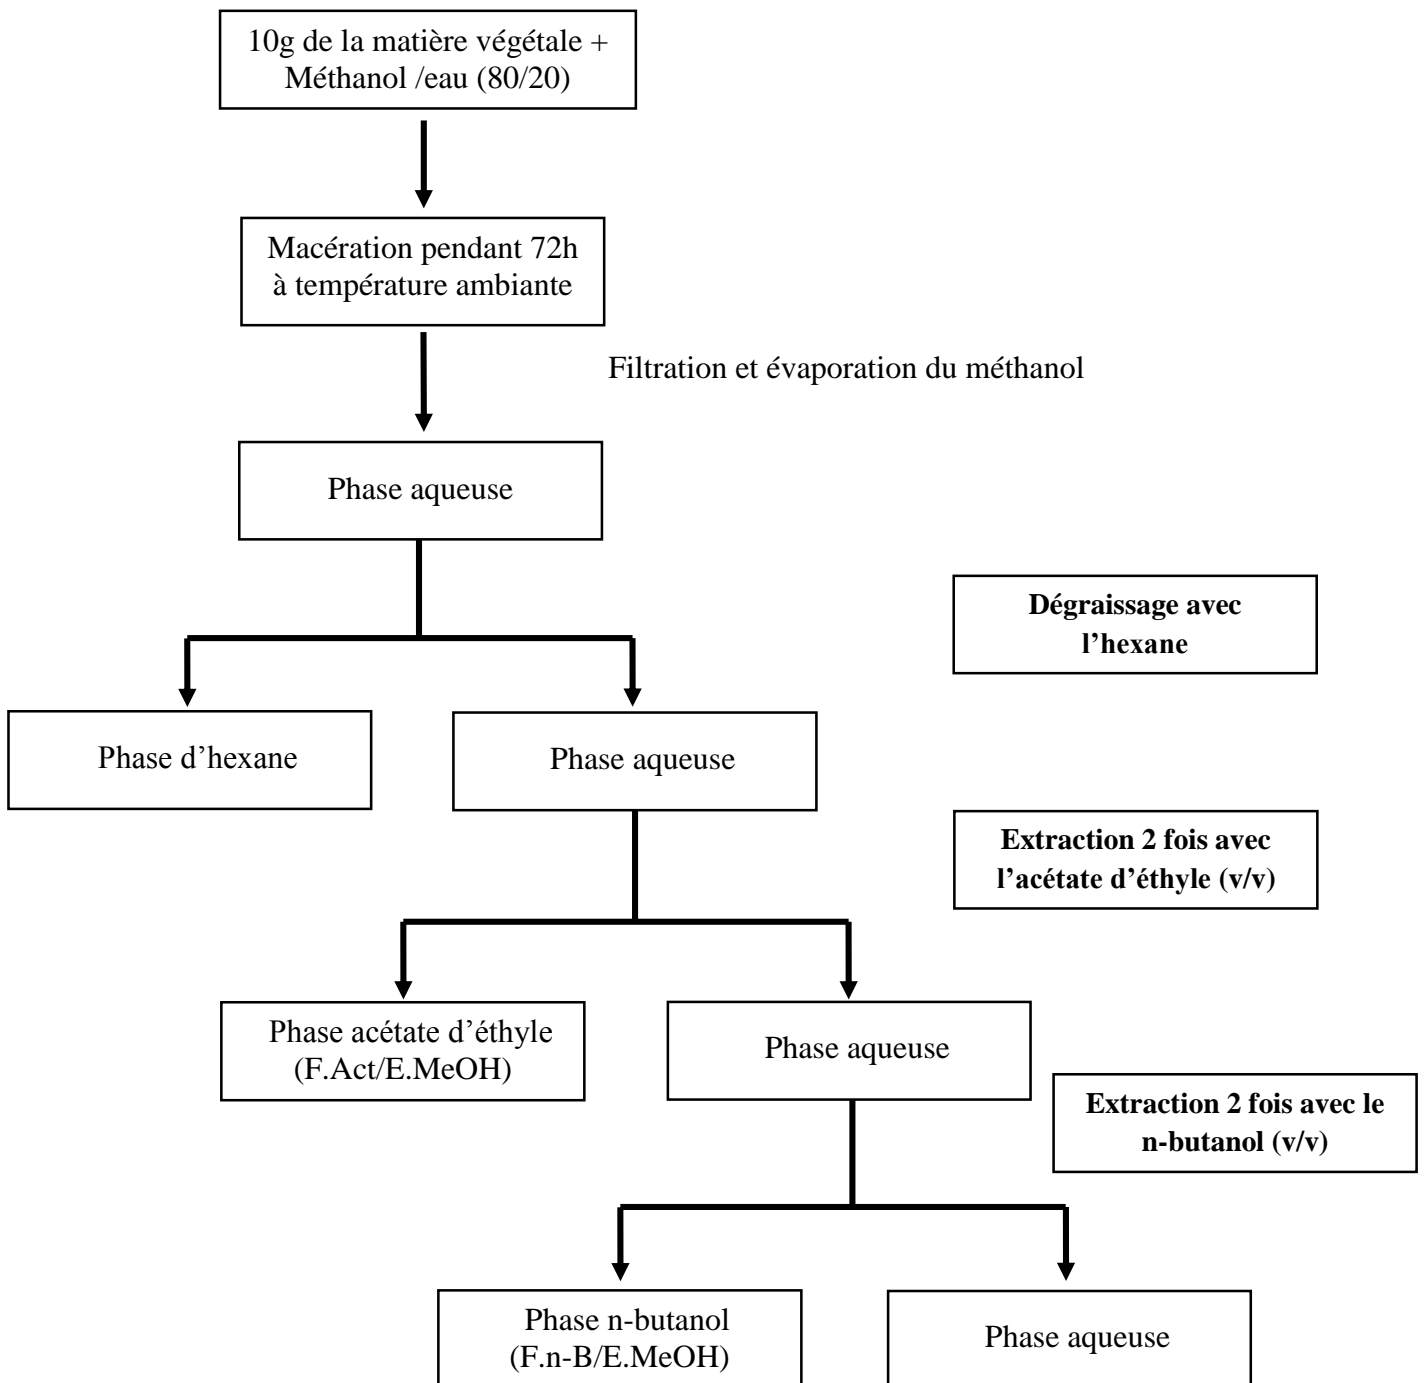 10g de la matière végétale +
Méthanol /eau (80/20)
Macération pendant 72h
à température ambiante
Filtration et évaporation du méthanol
Phase aqueuse
Dégraissage avec
l’hexane
Phase d’hexane
Phase aqueuse
Extraction 2 fois avec
l’acétate d’éthyle (v/v)
Phase acétate d’éthyle
(F.Act/E.MeOH)
Phase aqueuse
Extraction 2 fois avec le
n-butanol (v/v)
Phase n-butanol
(F.n-B/E.MeOH)
Phase aqueuse